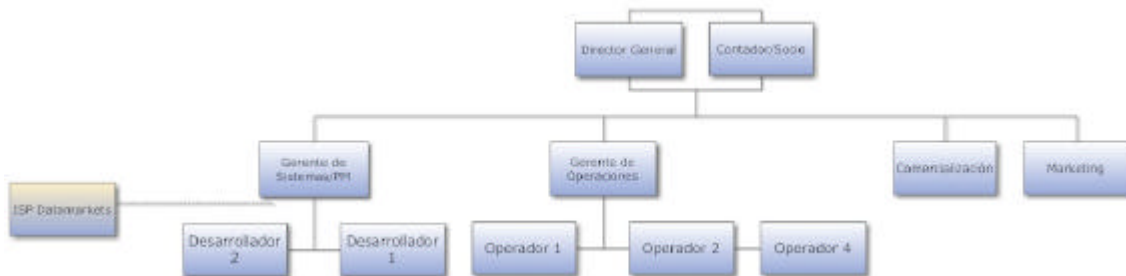 Director General
Contador/Socio
Gerente de
Sistemas/PM
Gerente de
Operaciones
Comercialización
Marketing
ISP Datamarkets
Desarrollador
2
Desarrollador
1
Operador 1
Operador 2
Operador 4